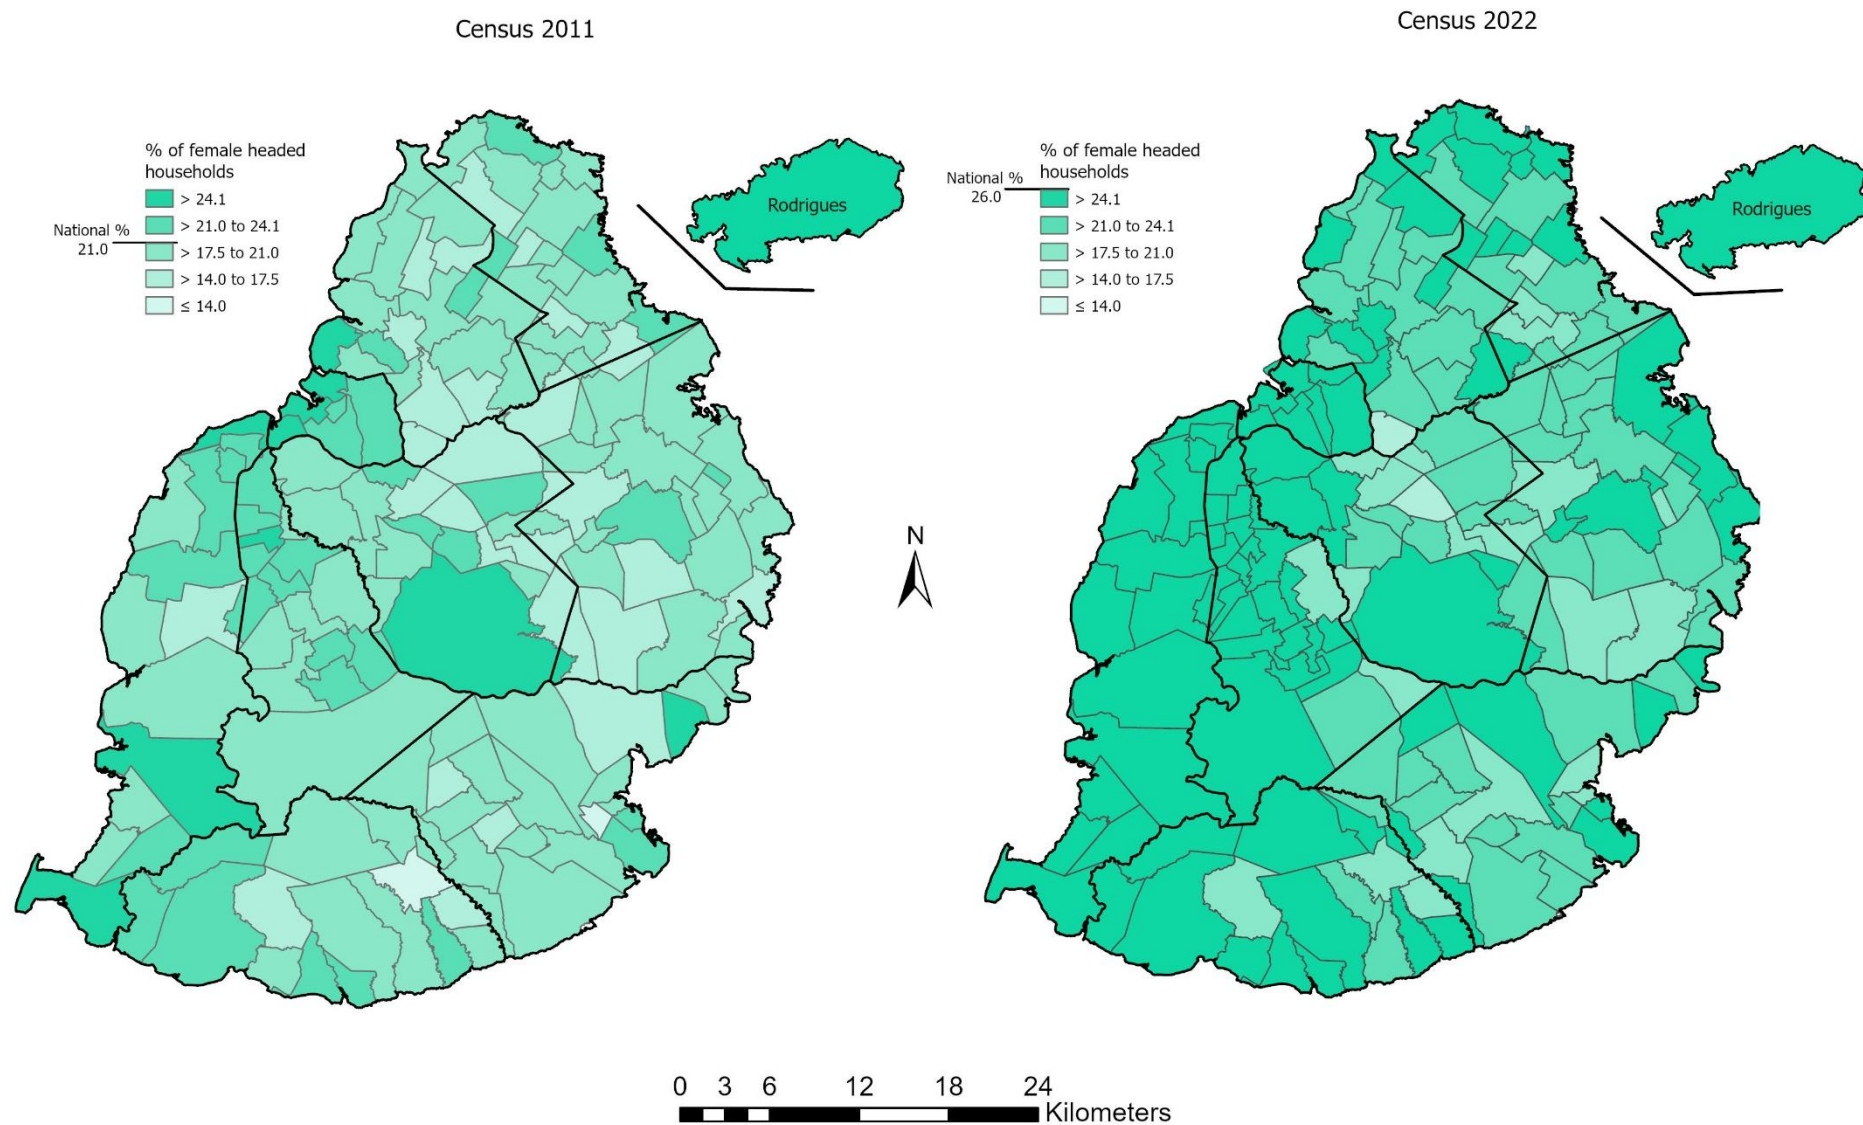 Census 2011
% of female headed
households
> 24.1
> 21.0 to 24.1
> 17.5 to 21.0
> 14.0 to 17.5
≤ 14.0
National %
21.0
Rodrigues
Census 2022
% of female headed
households
> 24.1
> 21.0 to 24.1
> 17.5 to 21.0
> 14.0 to 17.5
≤ 14.0
National %
26.0
Rodrigues
N
0 3 6 12 18 24
Kilometers